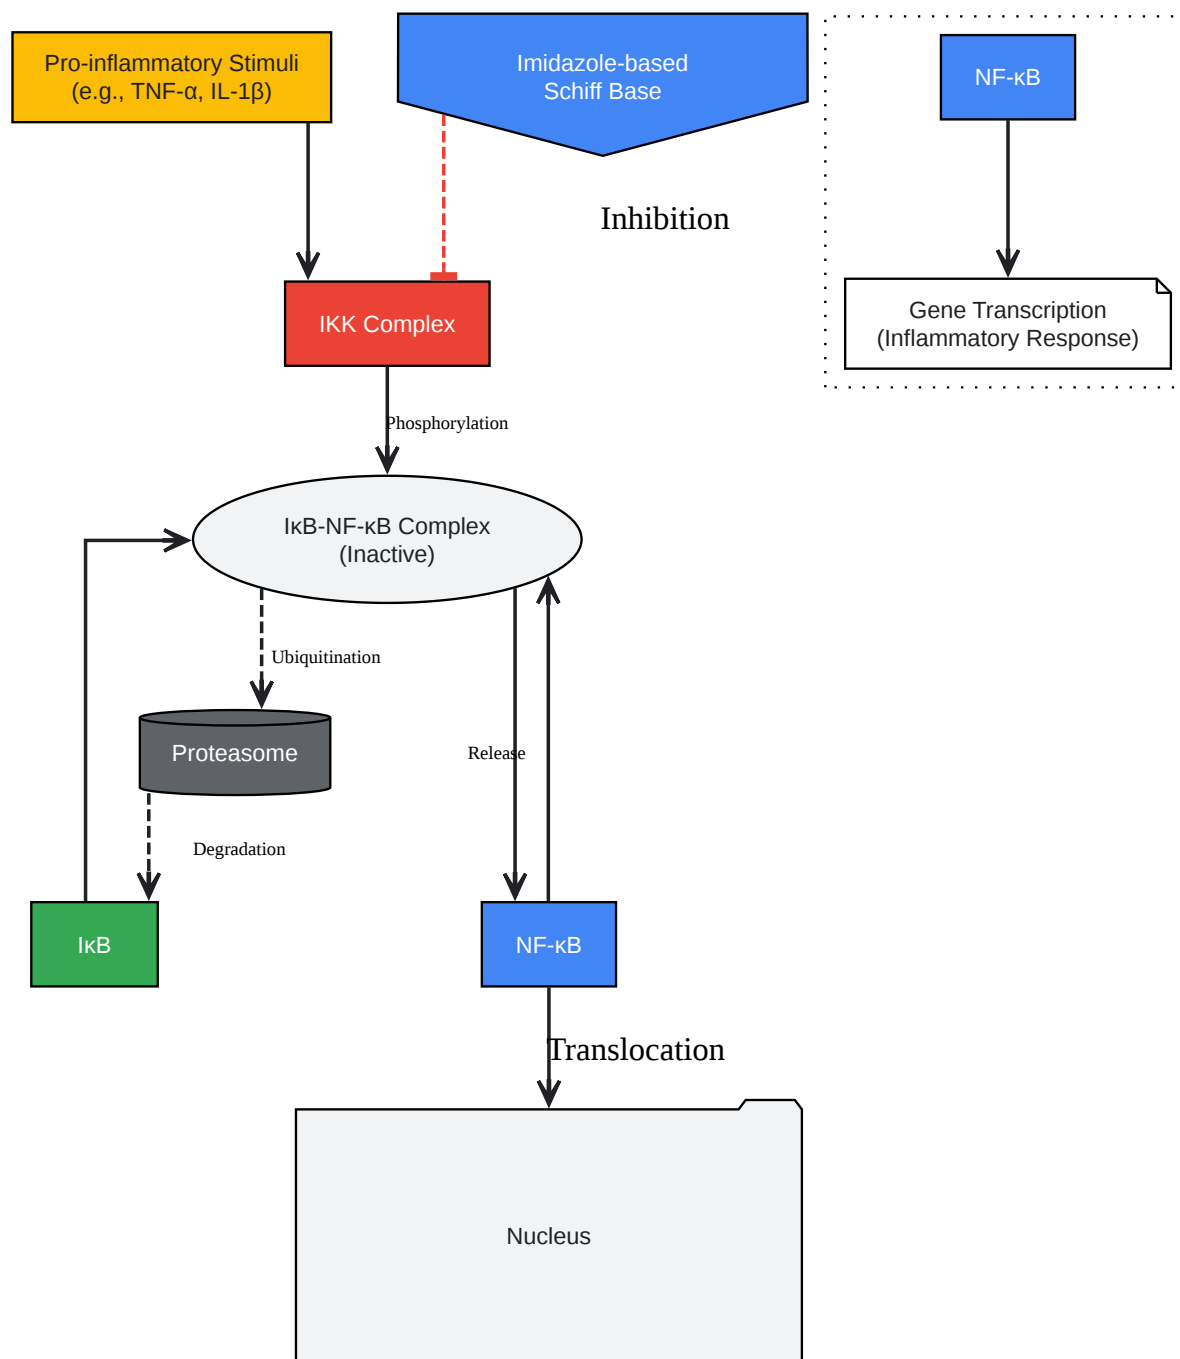 Pro-inflammatory Stimuli
(e.g., TNF-α, IL-1β)
Imidazole-based
Schiff Base
NF-κB
Inhibition
IKK Complex
Gene Transcription
(Inflammatory Response)
Phosphorylation
IκB-NF-κB Complex
(Inactive)
Ubiquitination
Proteasome
Release
Degradation
IκB
NF-κB
Translocation
Nucleus